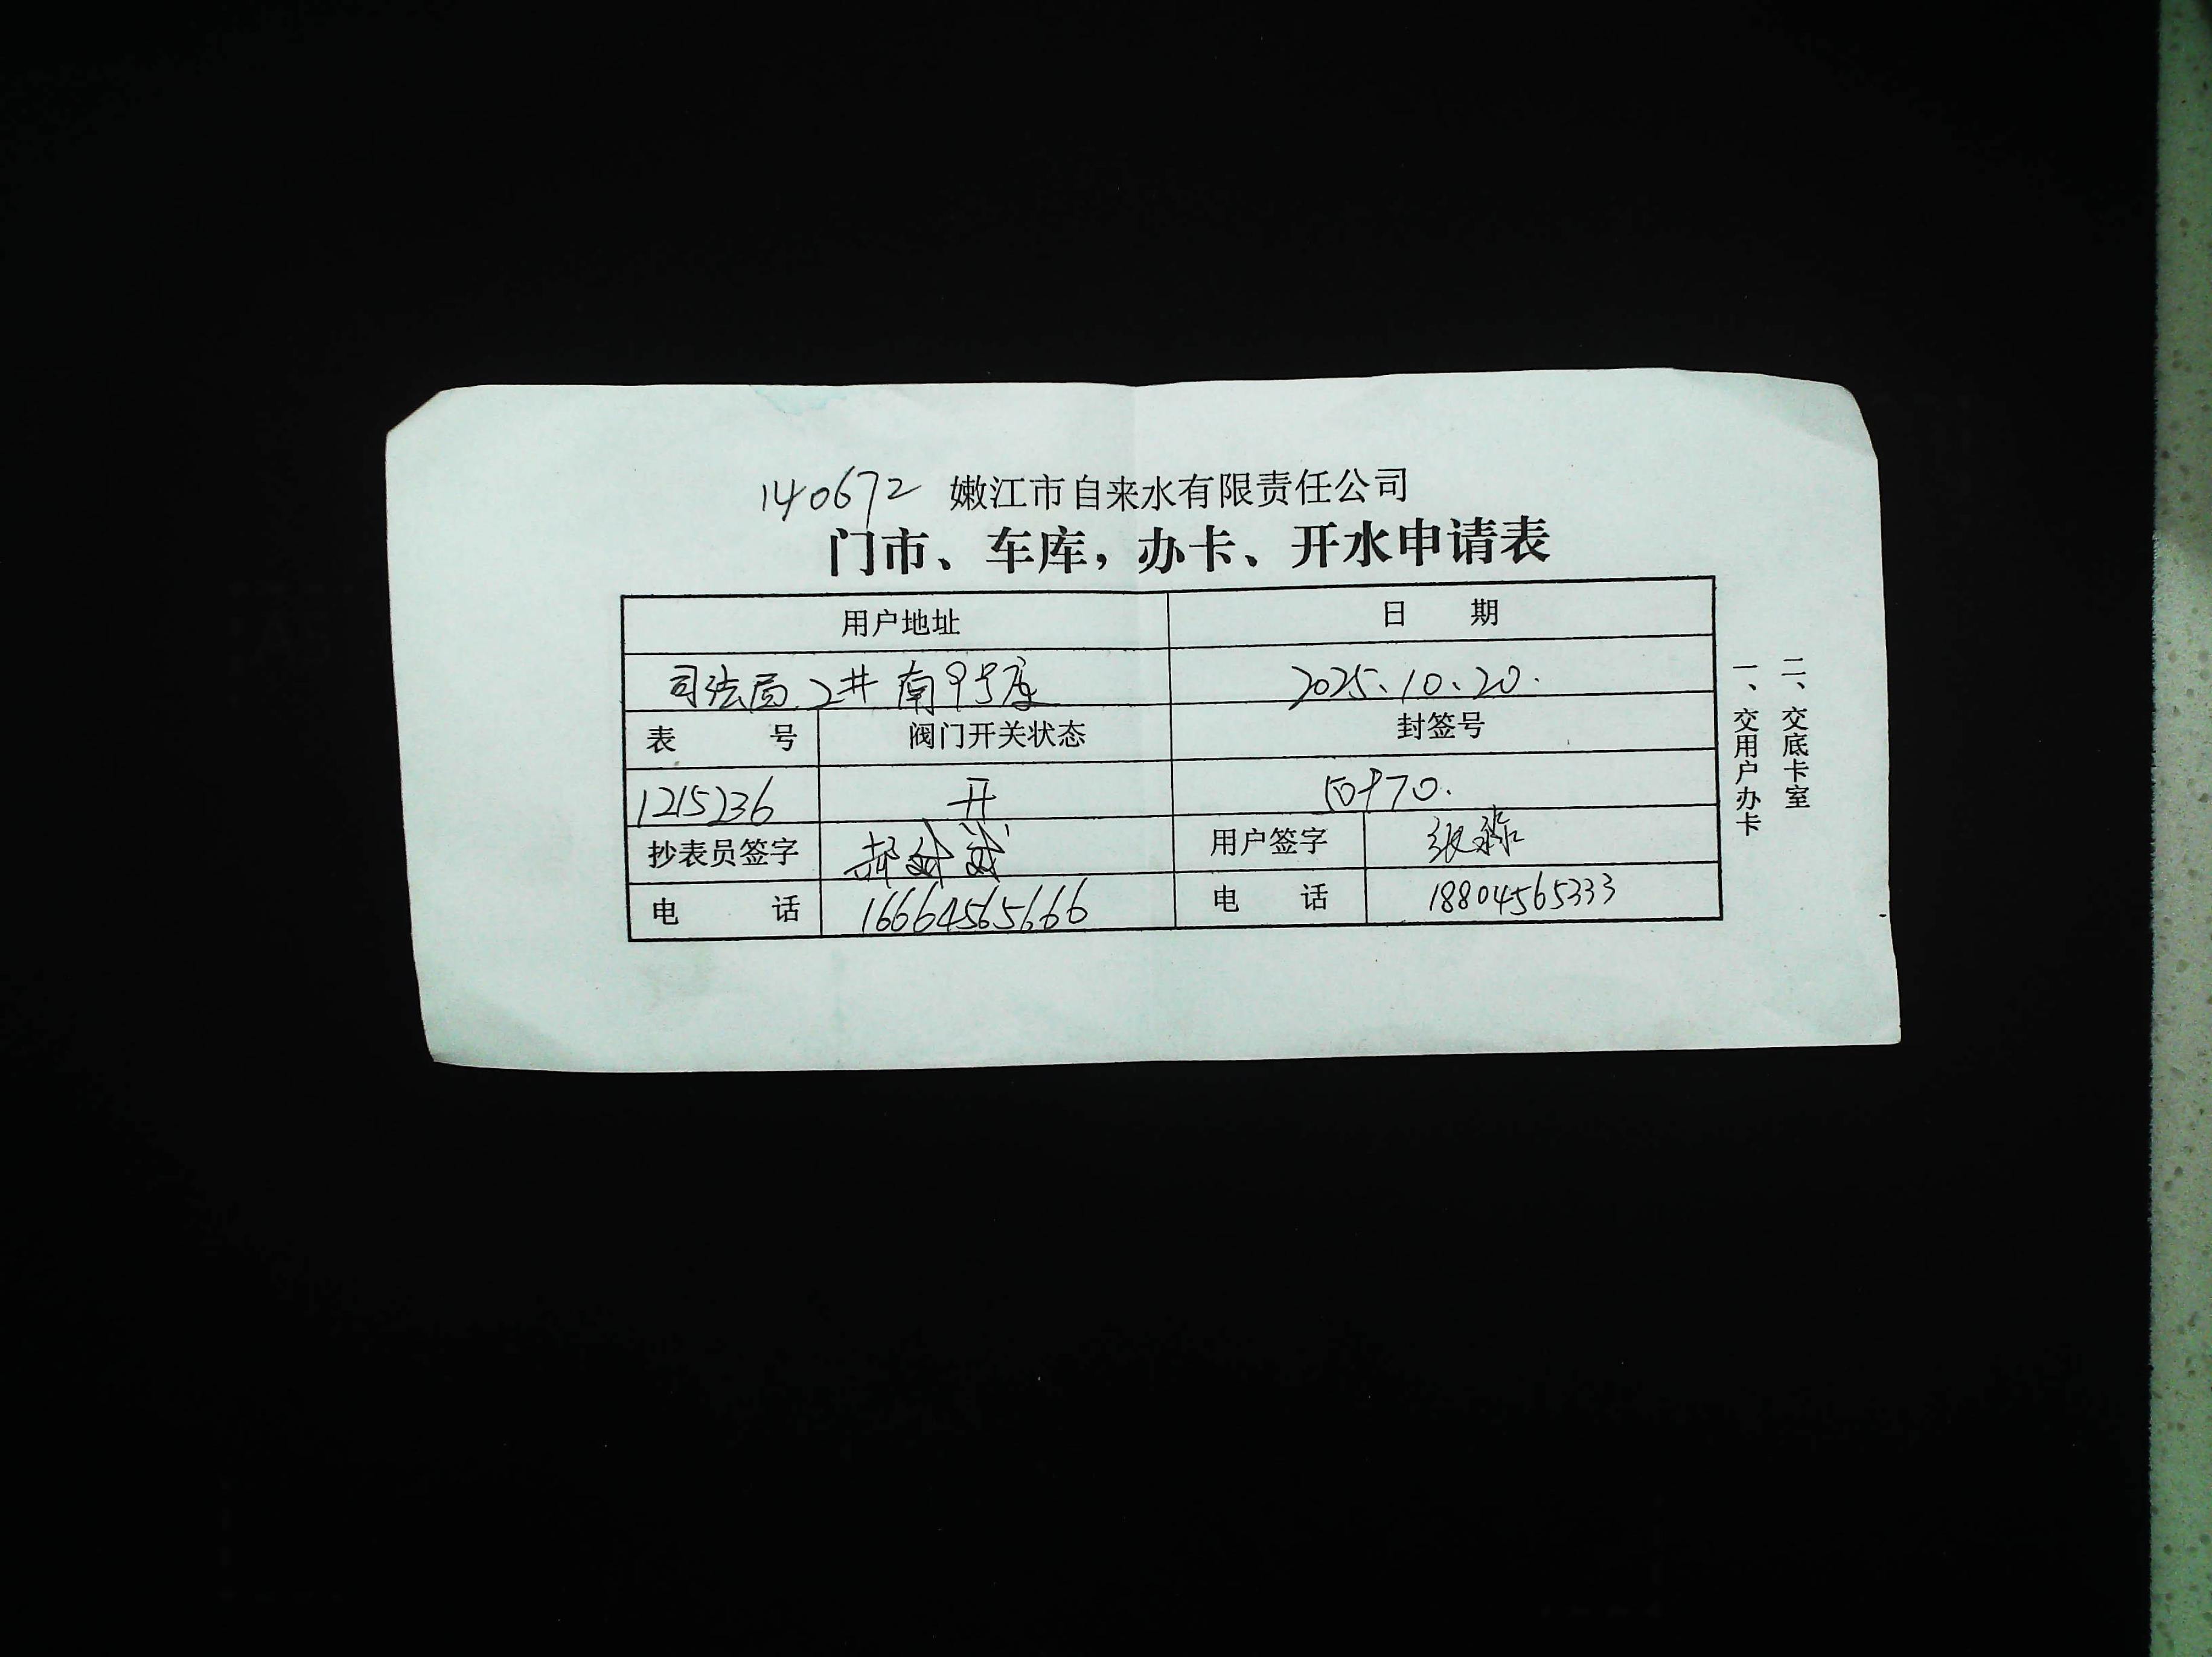 140672 嫩江市自来水有限责任公司
门市、车库，办卡、开水申请表
用户地址 日 期
司法局.2井 南9号库 2025、10、20.
表 号 阀门开关状态 封签号
1215236 开 50970.
抄表员签字 用户签字 张
电 话 16664565666 电 话 18804565333
一、交用户办卡
二、交底卡室